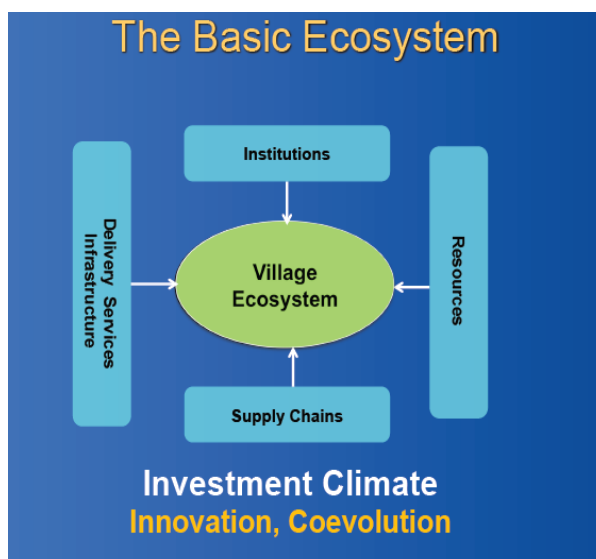 The Basic Ecosystem
Institutions
Delivery Services
Infrastructure
Village
Ecosystem
Resources
Supply Chains
Investment Climate
Innovation, Coevolution